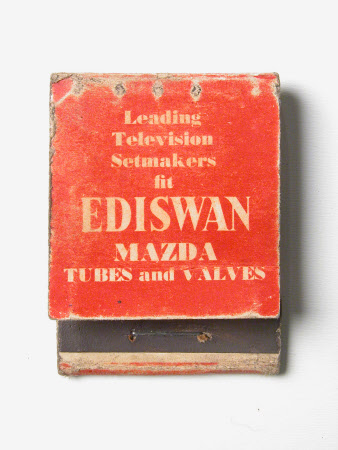 Leading
Television
Setmakers
fit
EDISWAN
MAZDA
TUBES and VALVES